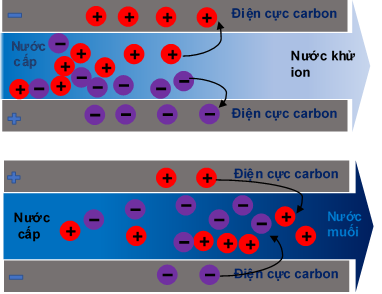 Điện cực carbon
Nước
cấp
Nước khử
ion
Điện cực carbon
Điện cực carbon
Nước
cấp
Nước
muối
Điện cực carbon